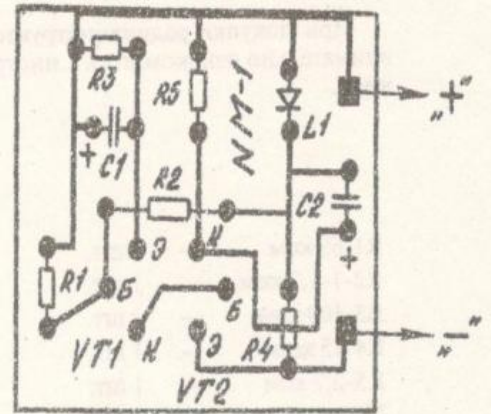 R3
R5
NM-1
L1
„+"
+
C1
R2
C2
+
К
Э
R1
Б
Б
VT1
К
Э
R4
VT2
„-"